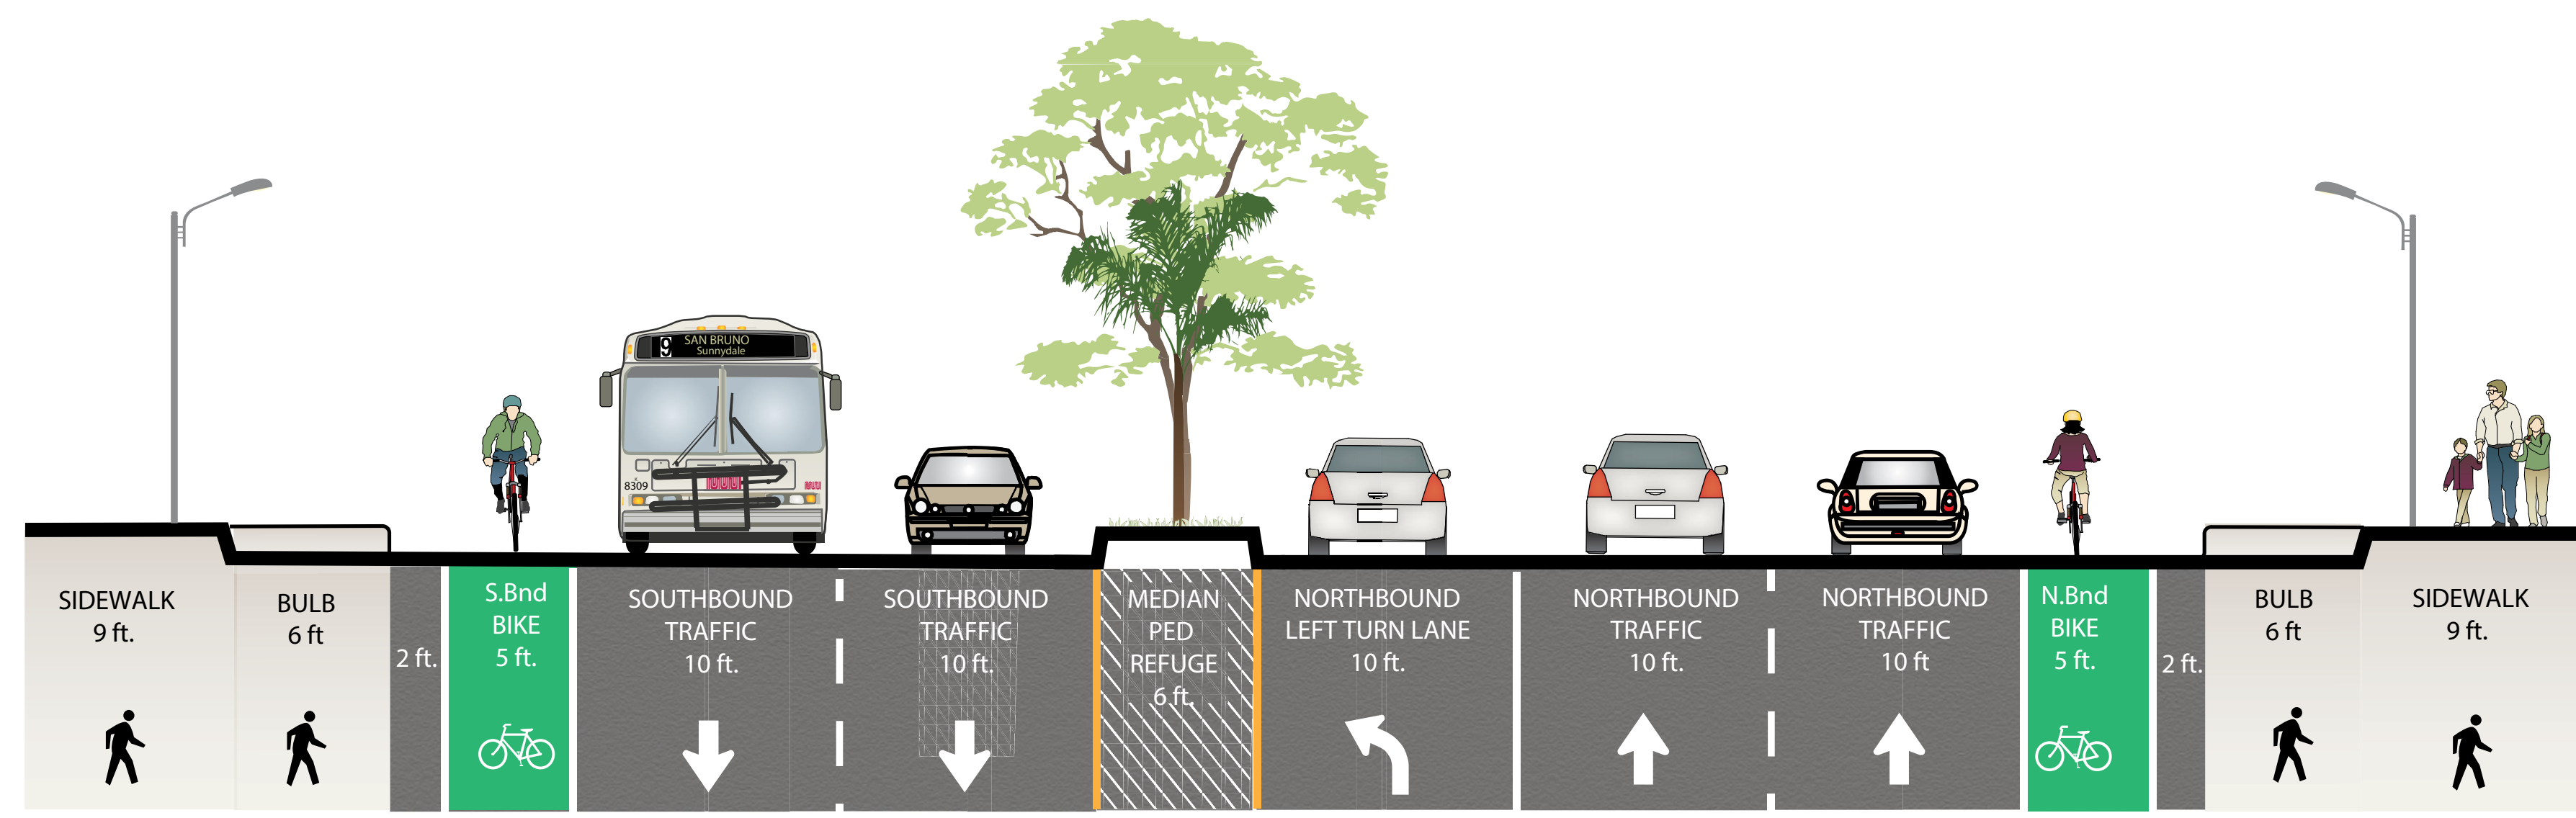 9
SAN BRUNO
Sunnydale
8309
SIDEWALK
9 ft.
BULB
6 ft
2 ft.
S.Bnd
BIKE
5 ft.
SOUTHBOUND
TRAFFIC
10 ft.
SOUTHBOUND
TRAFFIC
10 ft.
MEDIAN
PED
REFUGE
6 ft.
NORTHBOUND
LEFT TURN LANE
10 ft.
NORTHBOUND
TRAFFIC
10 ft.
NORTHBOUND
TRAFFIC
10 ft
N.Bnd
BIKE
5 ft.
2 ft.
BULB
6 ft
SIDEWALK
9 ft.